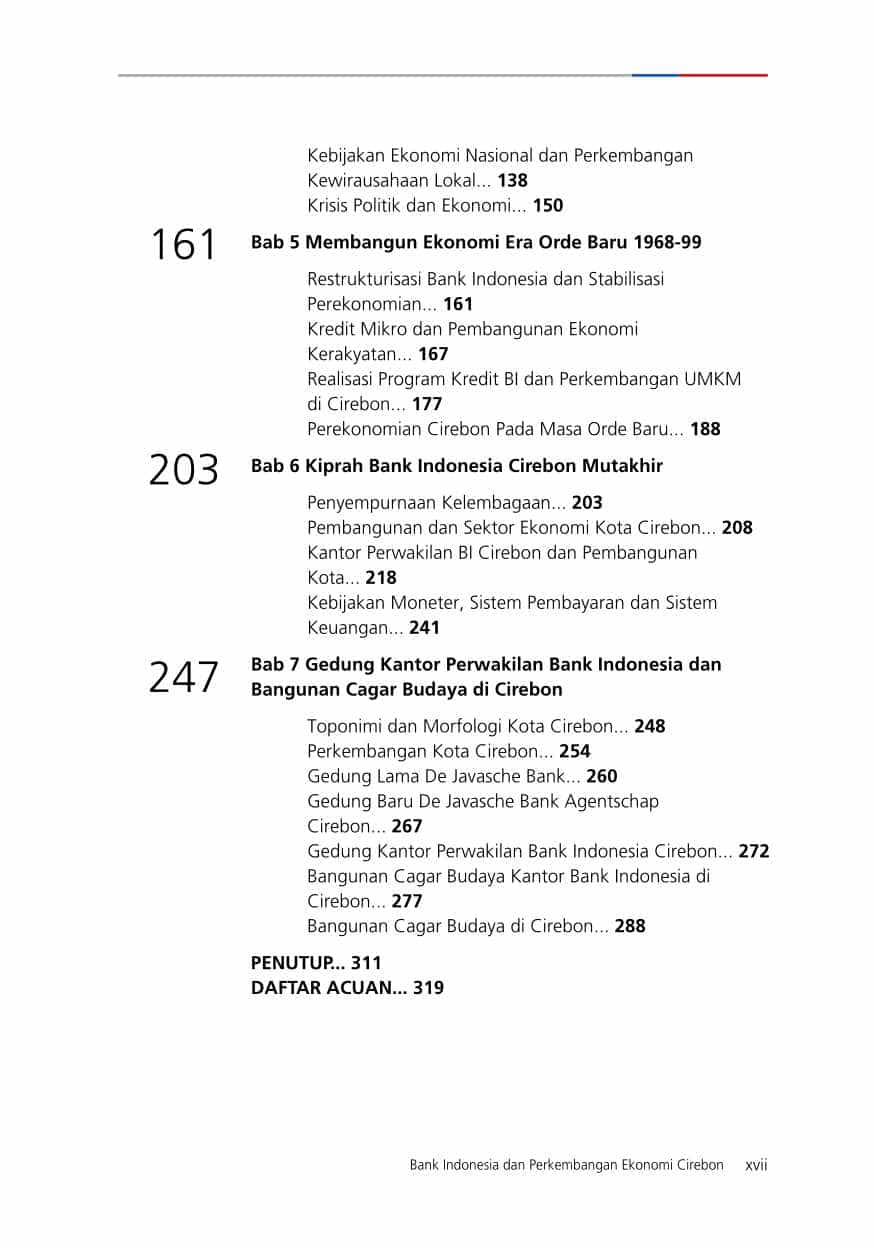 Kebijakan Ekonomi Nasional dan Perkembangan
Kewirausahaan Lokal... 138
Krisis Politik dan Ekonomi... 150
161
Bab 5 Membangun Ekonomi Era Orde Baru 1968-99
Restrukturisasi Bank Indonesia dan Stabilisasi
Perekonomian... 161
Kredit Mikro dan Pembangunan Ekonomi
Kerakyatan... 167
Realisasi Program Kredit BI dan Perkembangan UMKM
di Cirebon... 177
Perekonomian Cirebon Pada Masa Orde Baru... 188
203
Bab 6 Kiprah Bank Indonesia Cirebon Mutakhir
Penyempurnaan Kelembagaan... 203
Pembangunan dan Sektor Ekonomi Kota Cirebon... 208
Kantor Perwakilan BI Cirebon dan Pembangunan
Kota... 218
Kebijakan Moneter, Sistem Pembayaran dan Sistem
Keuangan... 241
247
Bab 7 Gedung Kantor Perwakilan Bank Indonesia dan
Bangunan Cagar Budaya di Cirebon
Toponimi dan Morfologi Kota Cirebon... 248
Perkembangan Kota Cirebon... 254
Gedung Lama De Javasche Bank... 260
Gedung Baru De Javasche Bank Agentschap
Cirebon... 267
Gedung Kantor Perwakilan Bank Indonesia Cirebon... 272
Bangunan Cagar Budaya Kantor Bank Indonesia di
Cirebon... 277
Bangunan Cagar Budaya di Cirebon... 288
PENUTUP... 311
DAFTAR ACUAN... 319
Bank Indonesia dan Perkembangan Ekonomi Cirebon xvii